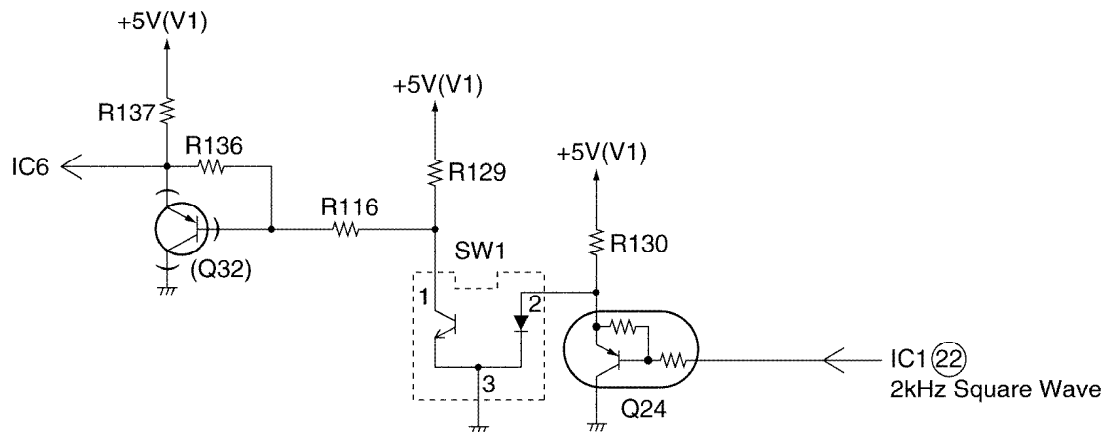 +5V(V1)
R137
R136
IC6
(Q32)
R116
+5V(V1)
R129
SW1
1
2
3
+5V(V1)
R130
Q24
IC1 22
2kHz Square Wave